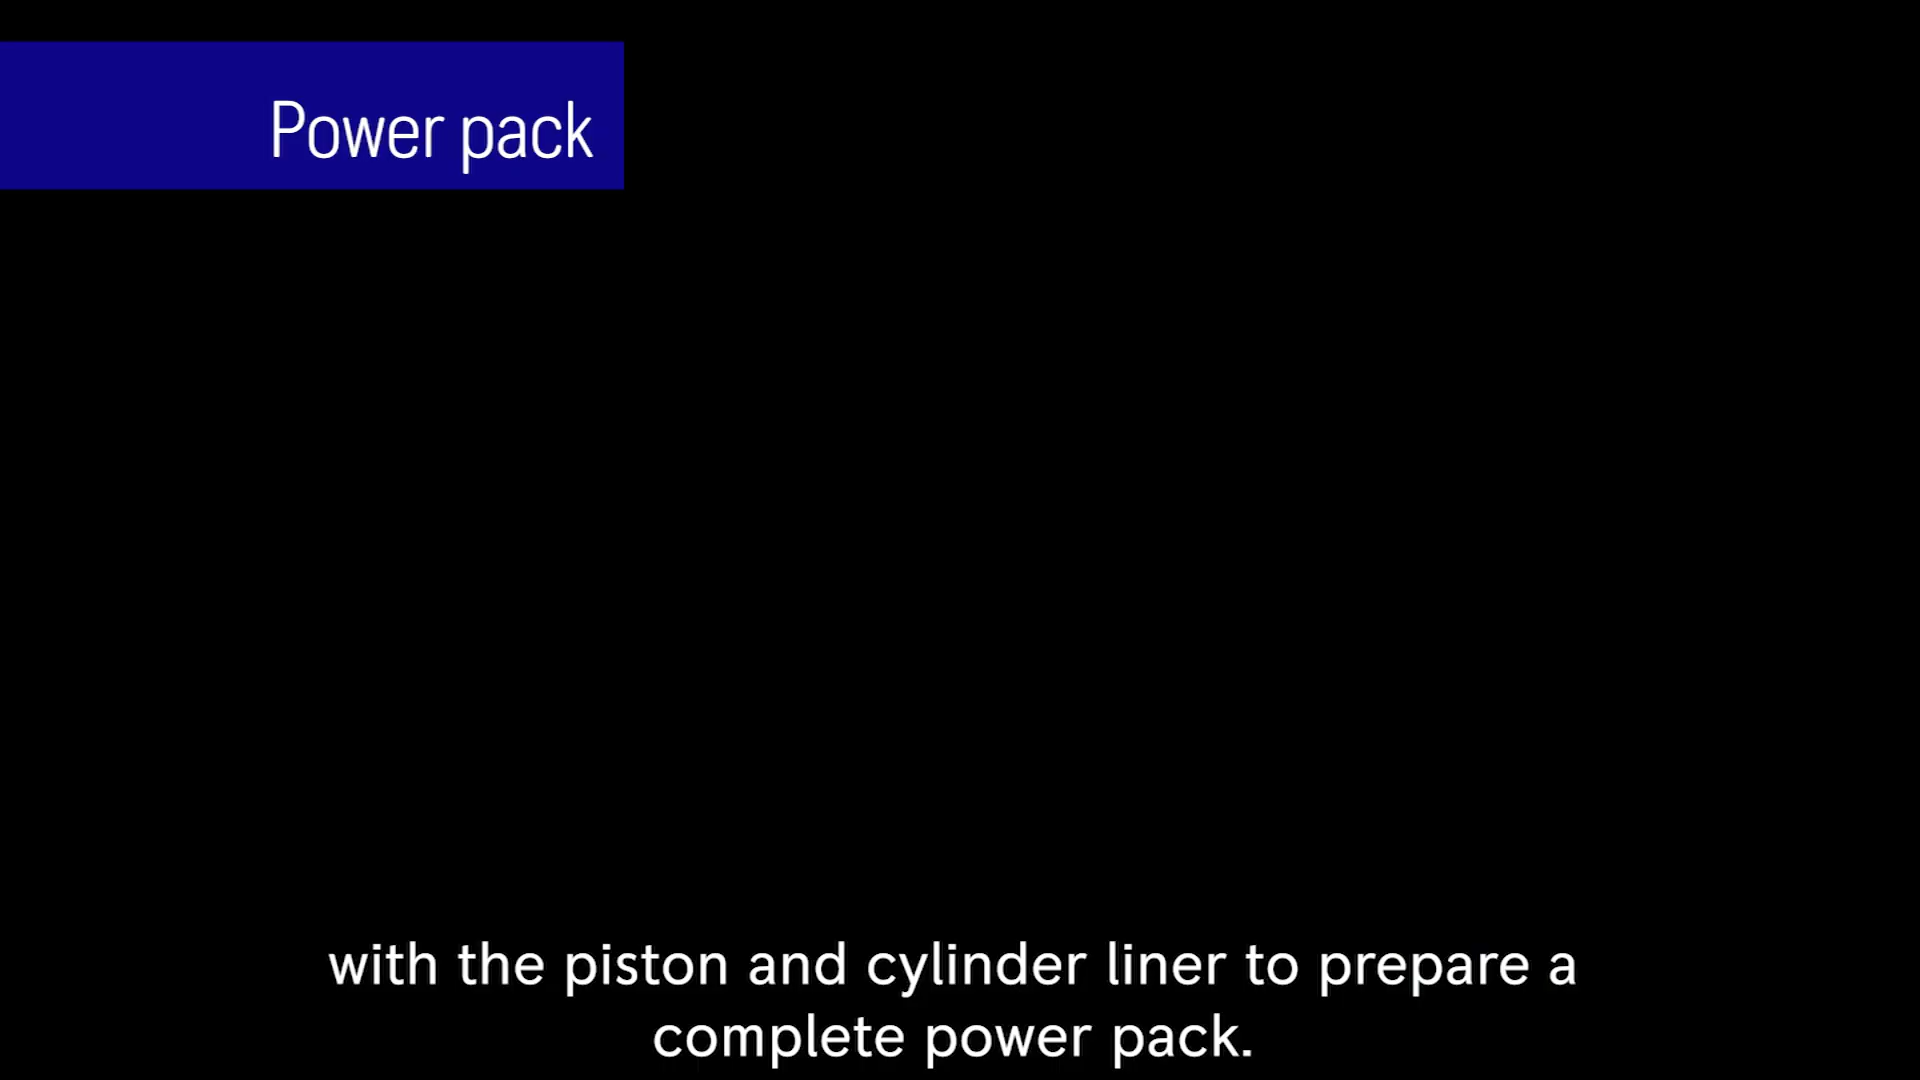 Power pack
with the piston and cylinder liner to prepare a
complete power pack.